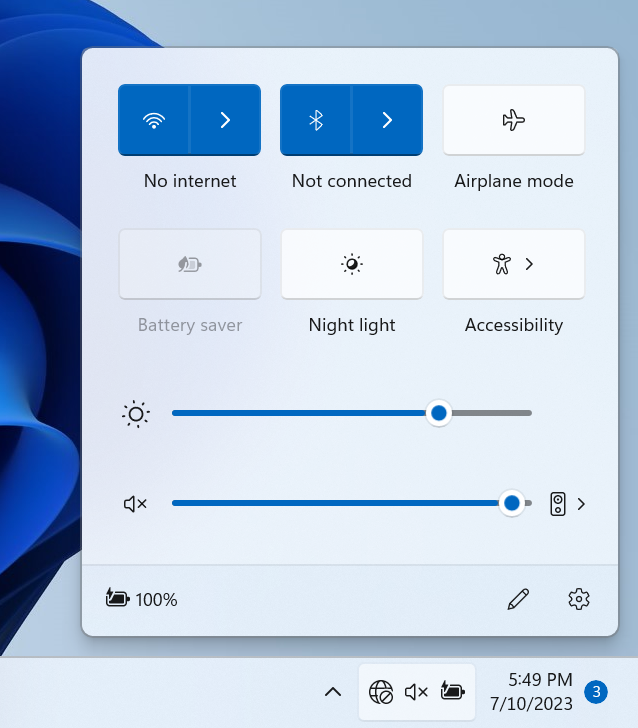 No internet
Not connected
Airplane mode
Battery saver
Night light
Accessibility
100%
5:49 PM
7/10/2023
3